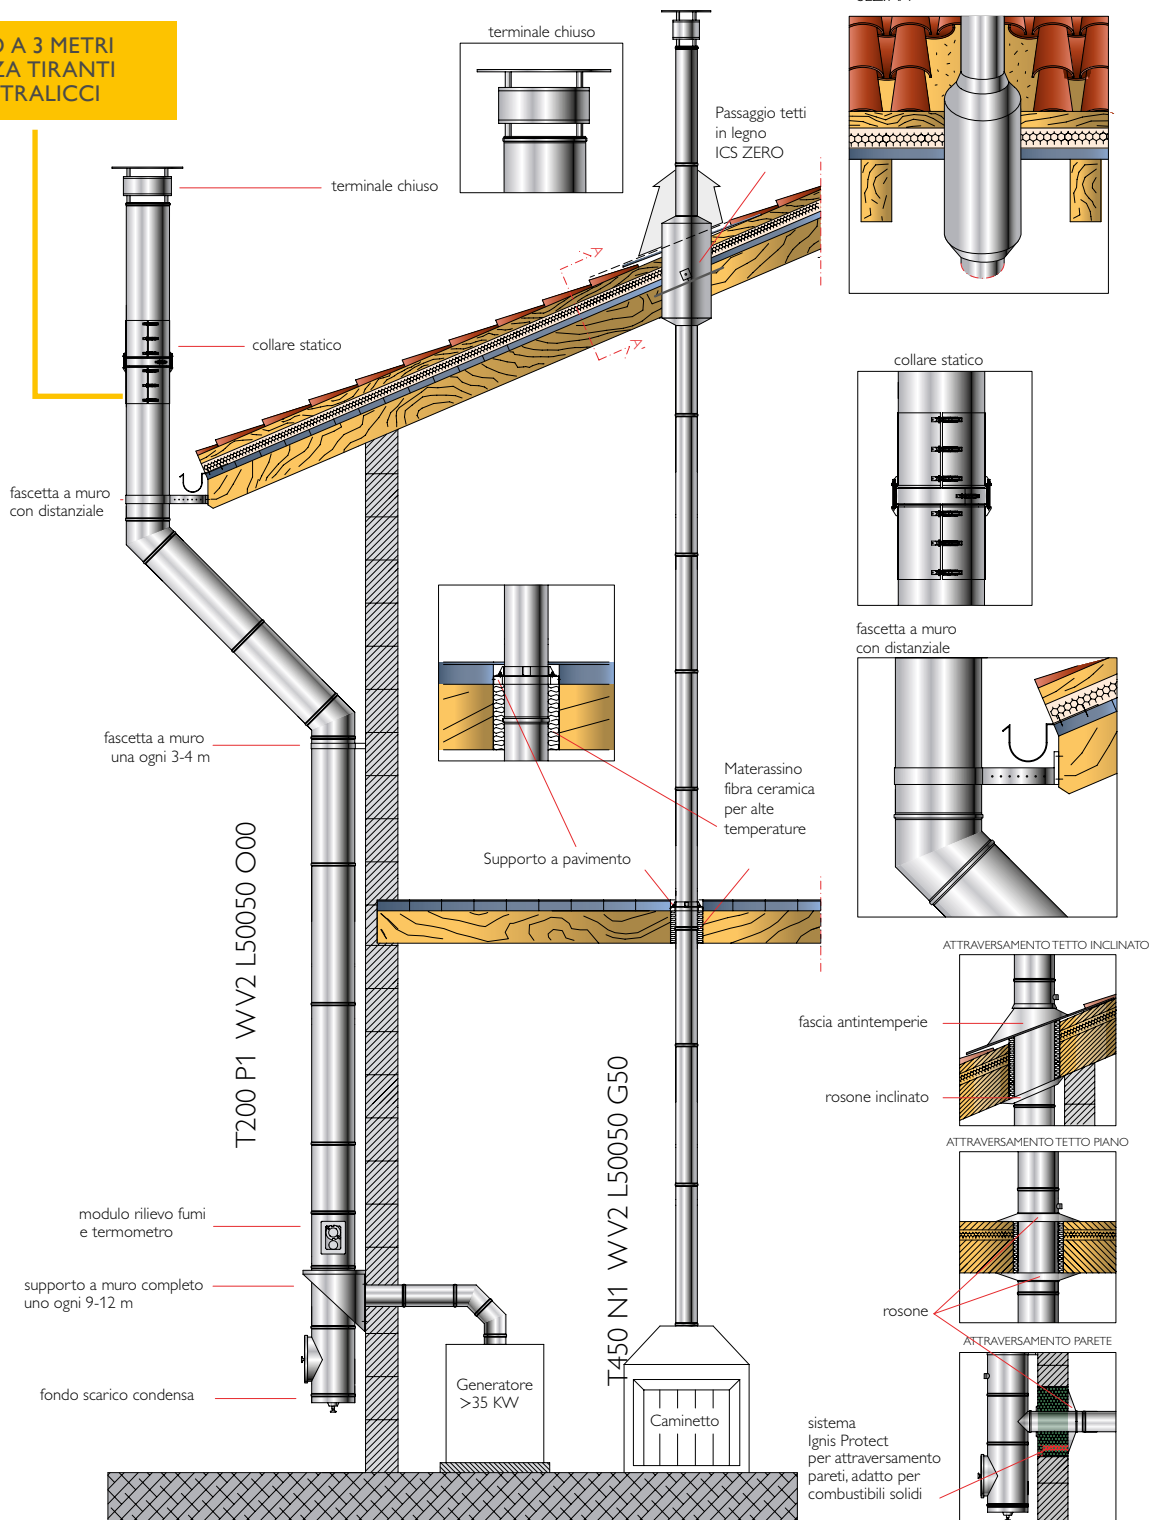 A 3 METRI
ZA TIRANTI
TRALICCI
terminale chiuso
terminale chiuso
Passaggio tetti
in legno
ICS ZERO
collare statico
collare statico
fascetta a muro
con distanziale
fascetta a muro
con distanziale
fascetta a muro
una ogni 3-4 m
Materassino
fibra ceramica
per alte
temperature
Supporto a pavimento
T200 P1 WV2 L50050 O00
T450 N1 WV2 L50050 G50
ATTRAVERSAMENTO TETTO INCLINATO
fascia antintemperie
rosone inclinato
ATTRAVERSAMENTO TETTO PIANO
rosone
ATTRAVERSAMENTO PARETE
modulo rilievo fumi
e termometro
supporto a muro completo
uno ogni 9-12 m
fondo scarico condensa
Generatore
>35 KW
Caminetto
sistema
Ignis Protect
per attraversamento
pareti, adatto per
combustibili solidi